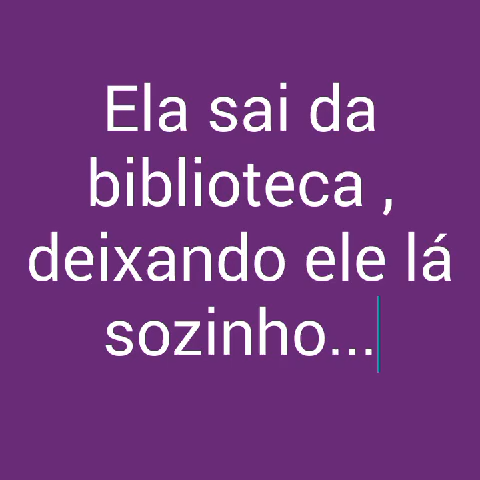 Ela sai da
biblioteca ,
deixando ele lá
sozinho...